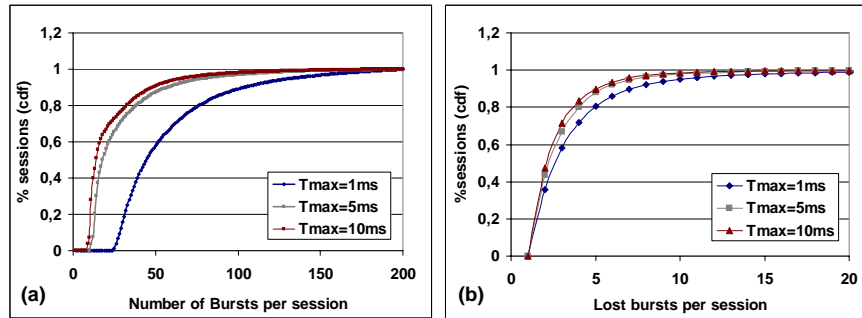 1,2
1
0,8
0,6
0,4
0,2
0
% sessions (cdf)
Tmax=1ms
Tmax=5ms
Tmax=10ms
0 50 100 150 200
(a)
Number of Bursts per session
1,2
1
0,8
0,6
0,4
0,2
0
%sessions (cdf)
Tmax=1ms
Tmax=5ms
Tmax=10ms
0 5 10 15 20
(b)
Lost bursts per session